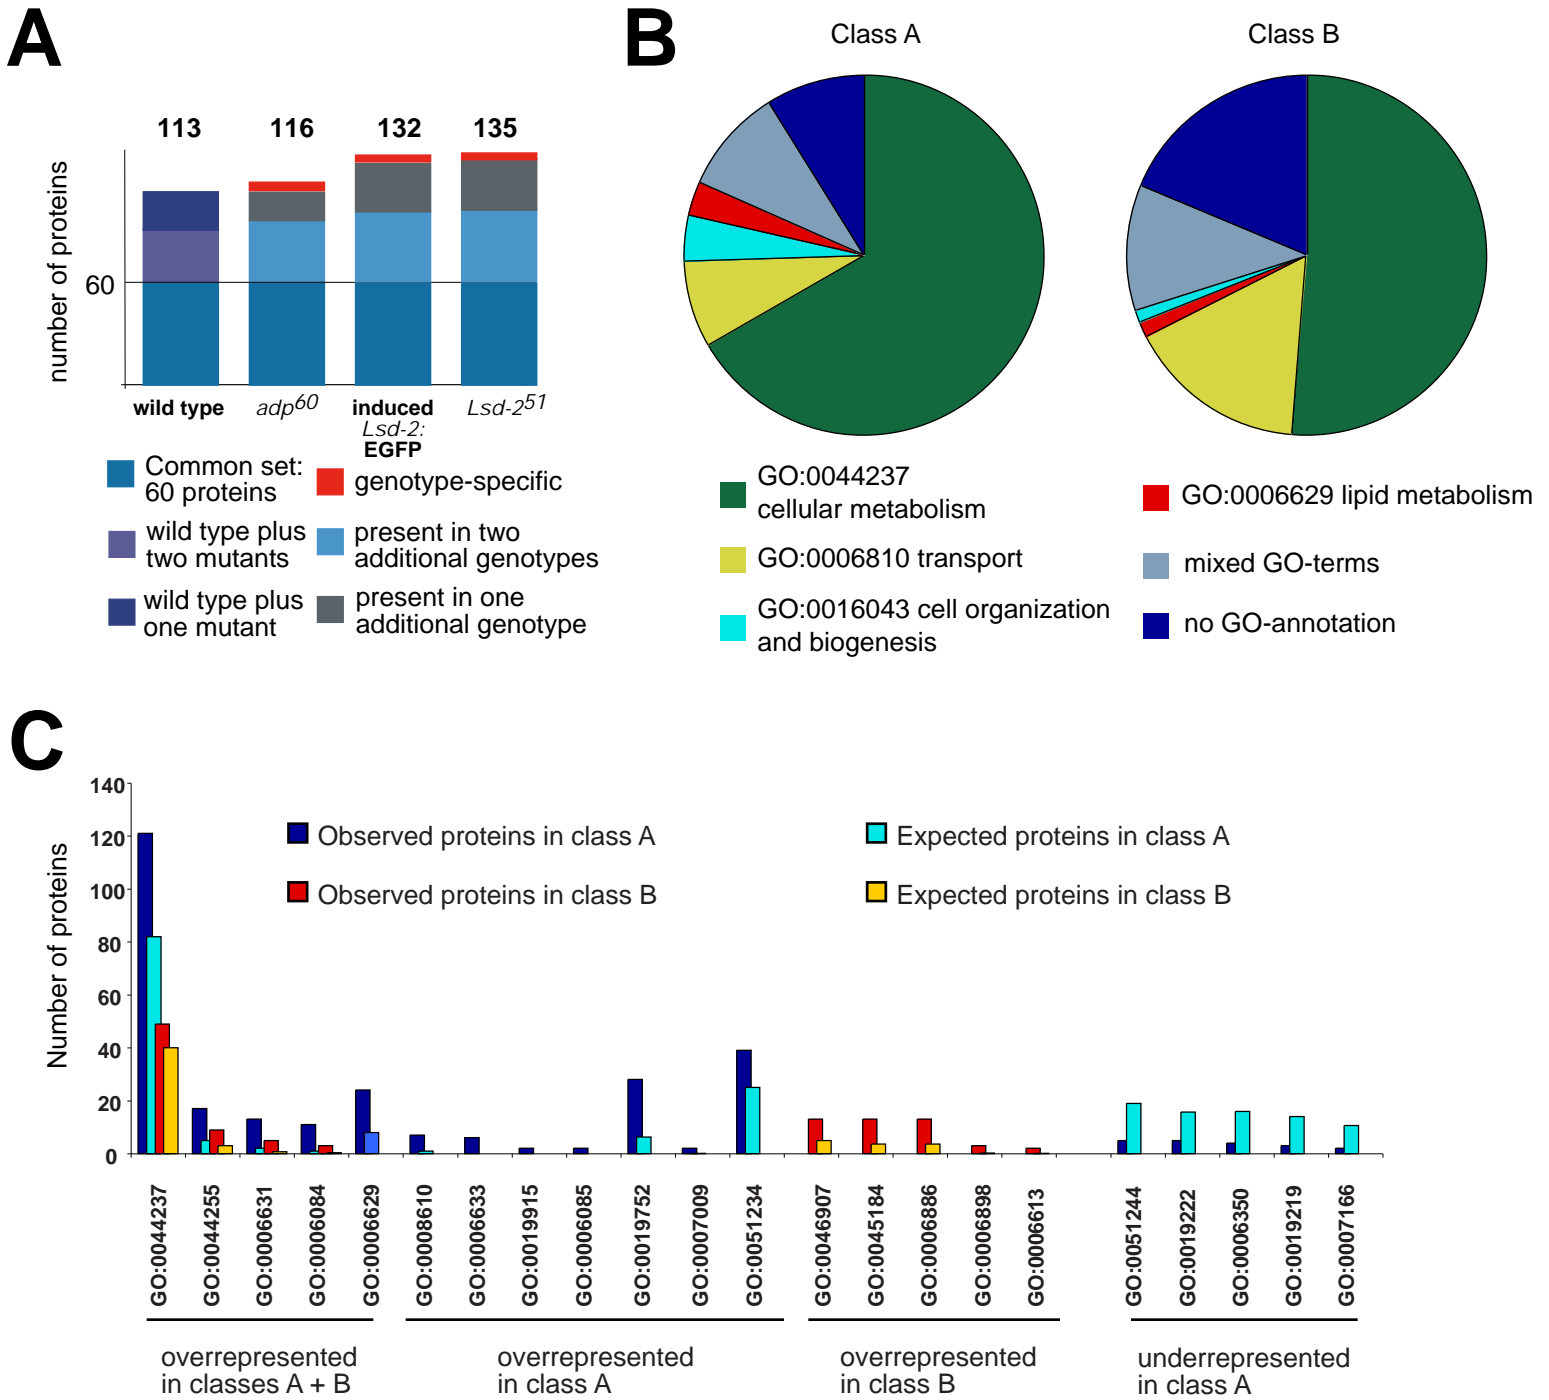 A
B
Class A
Class B
113
116
132
135
number of proteins
60
wild type
adp60
induced
Lsd-2:
EGFP
Lsd-251
Common set:
60 proteins
genotype-specific
wild type plus
two mutants
present in two
additional genotypes
wild type plus
one mutant
present in one
additional genotype
GO:0044237
cellular metabolism
GO:0006810 transport
GO:0016043 cell organization
and biogenesis
GO:0006629 lipid metabolism
mixed GO-terms
no GO-annotation
C
Number of proteins
140
120
100
80
60
40
20
0
Observed proteins in class A
Observed proteins in class B
Expected proteins in class A
Expected proteins in class B
GO:0044237
GO:0044255
GO:0006631
GO:0006084
GO:0006629
GO:0008610
GO:0006633
GO:0019915
GO:0006085
GO:0019752
GO:0007009
GO:0051234
GO:0046907
GO:0045184
GO:0006886
GO:0006898
GO:0006613
GO:0051244
GO:0019222
GO:0006350
GO:0019219
GO:0007166
overrepresented
in classes A + B
overrepresented
in class A
overrepresented
in class B
underrepresented
in class A